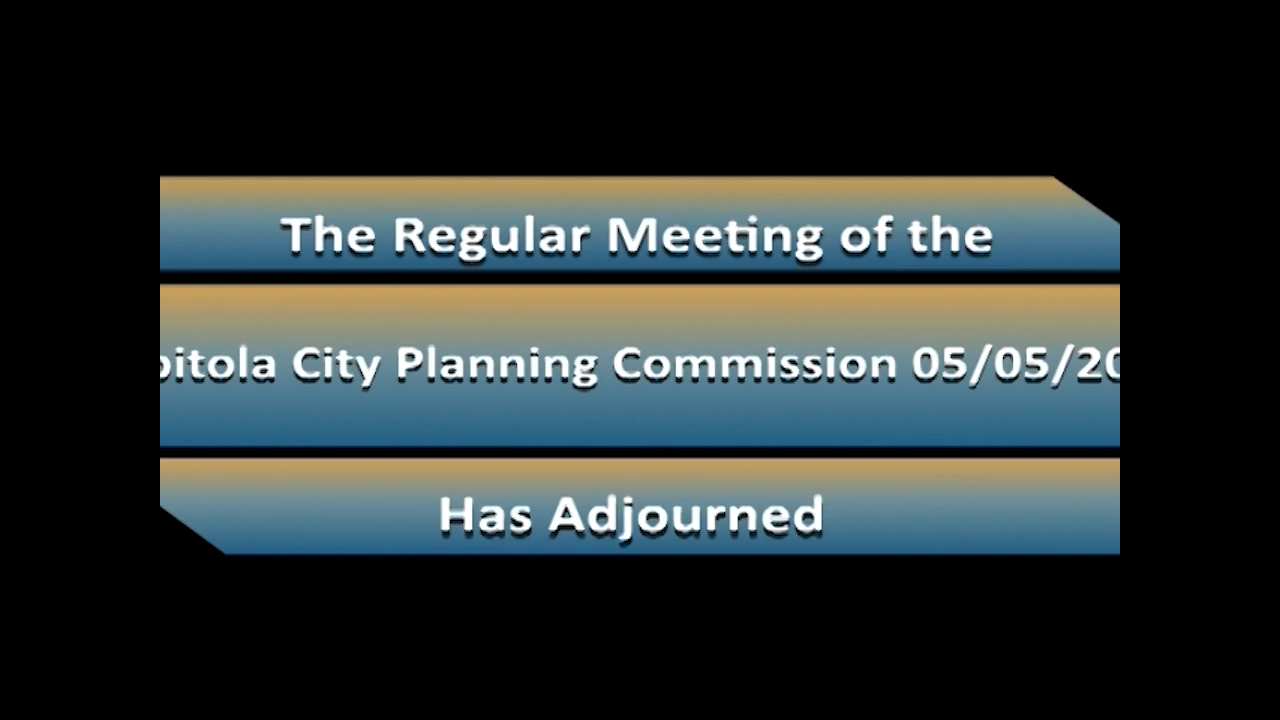 The Regular Meeting of the
pitola City Planning Commission 05/05/20
Has Adjourned